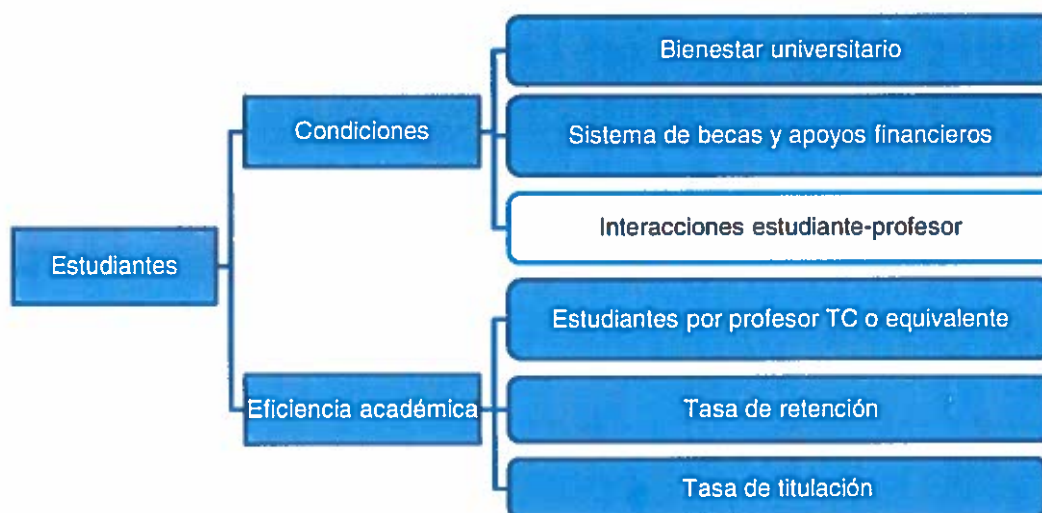 Estudiantes
Condiciones
Bienestar universitario
Sistema de becas y apoyos financieros
Interacciones estudiante-profesor
Eficiencia académica
Estudiantes por profesor TC o equivalente
Tasa de retención
Tasa de titulación